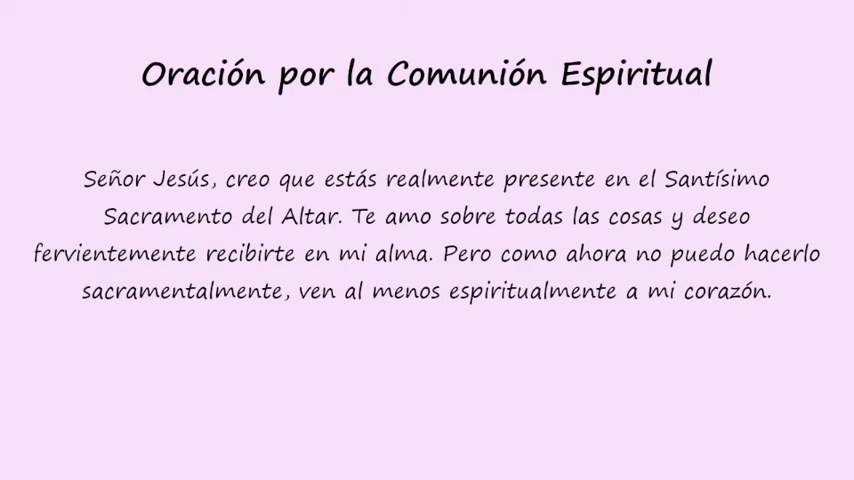 Oración por la Comunión Espiritual
Señor Jesús, creo que estás realmente presente en el Santísimo
Sacramento del Altar. Te amo sobre todas las cosas y deseo
fervientemente recibirte en mi alma. Pero como ahora no puedo hacerlo
sacramentalmente, ven al menos espiritualmente a mi corazón.